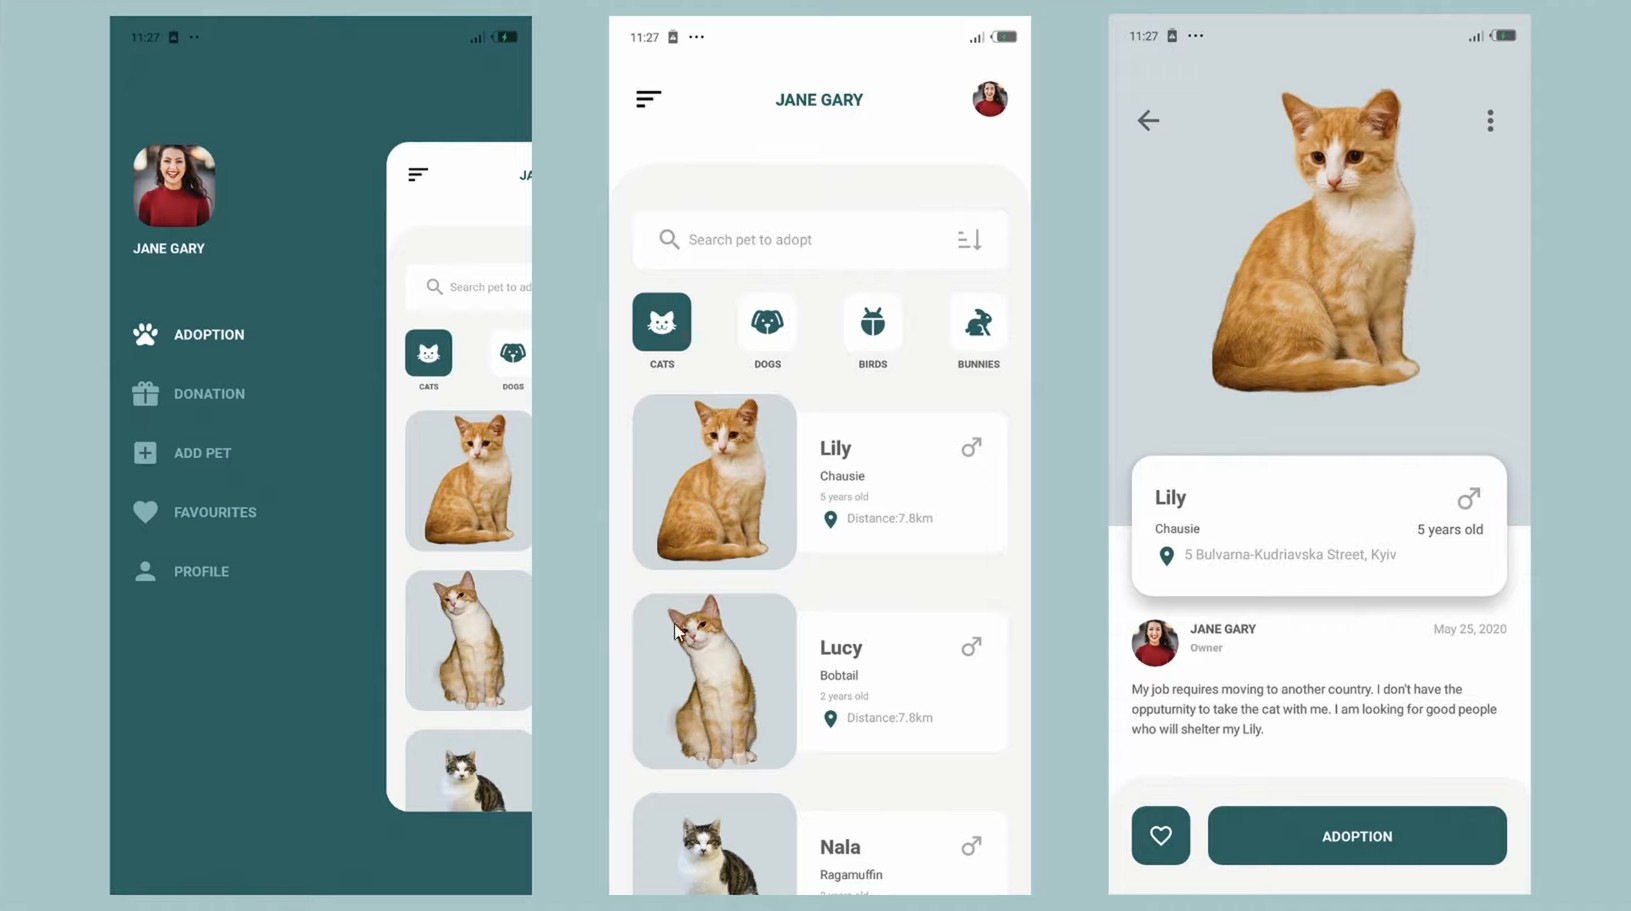 11:27
JANE GARY
ADOPTION
DONATION
ADD PET
FAVOURITES
PROFILE
JA
Search pet to ad
CATS
DOGS
11:27
JANE GARY
Search pet to adopt
CATS
DOGS
BIRDS
BUNNIES
Lily
Chausie
5 years old
Distance:7.8km
Lucy
Bobtail
2 years old
Distance:7.8km
Nala
Ragamuffin
11:27
Lily
Chausie
5 years old
5 Bulvarna-Kudriavska Street, Kyiv
JANE GARY
May 25, 2020
Owner
My job requires moving to another country. I don't have the
opputurnity to take the cat with me. I am looking for good people
who will shelter my Lily.
ADOPTION